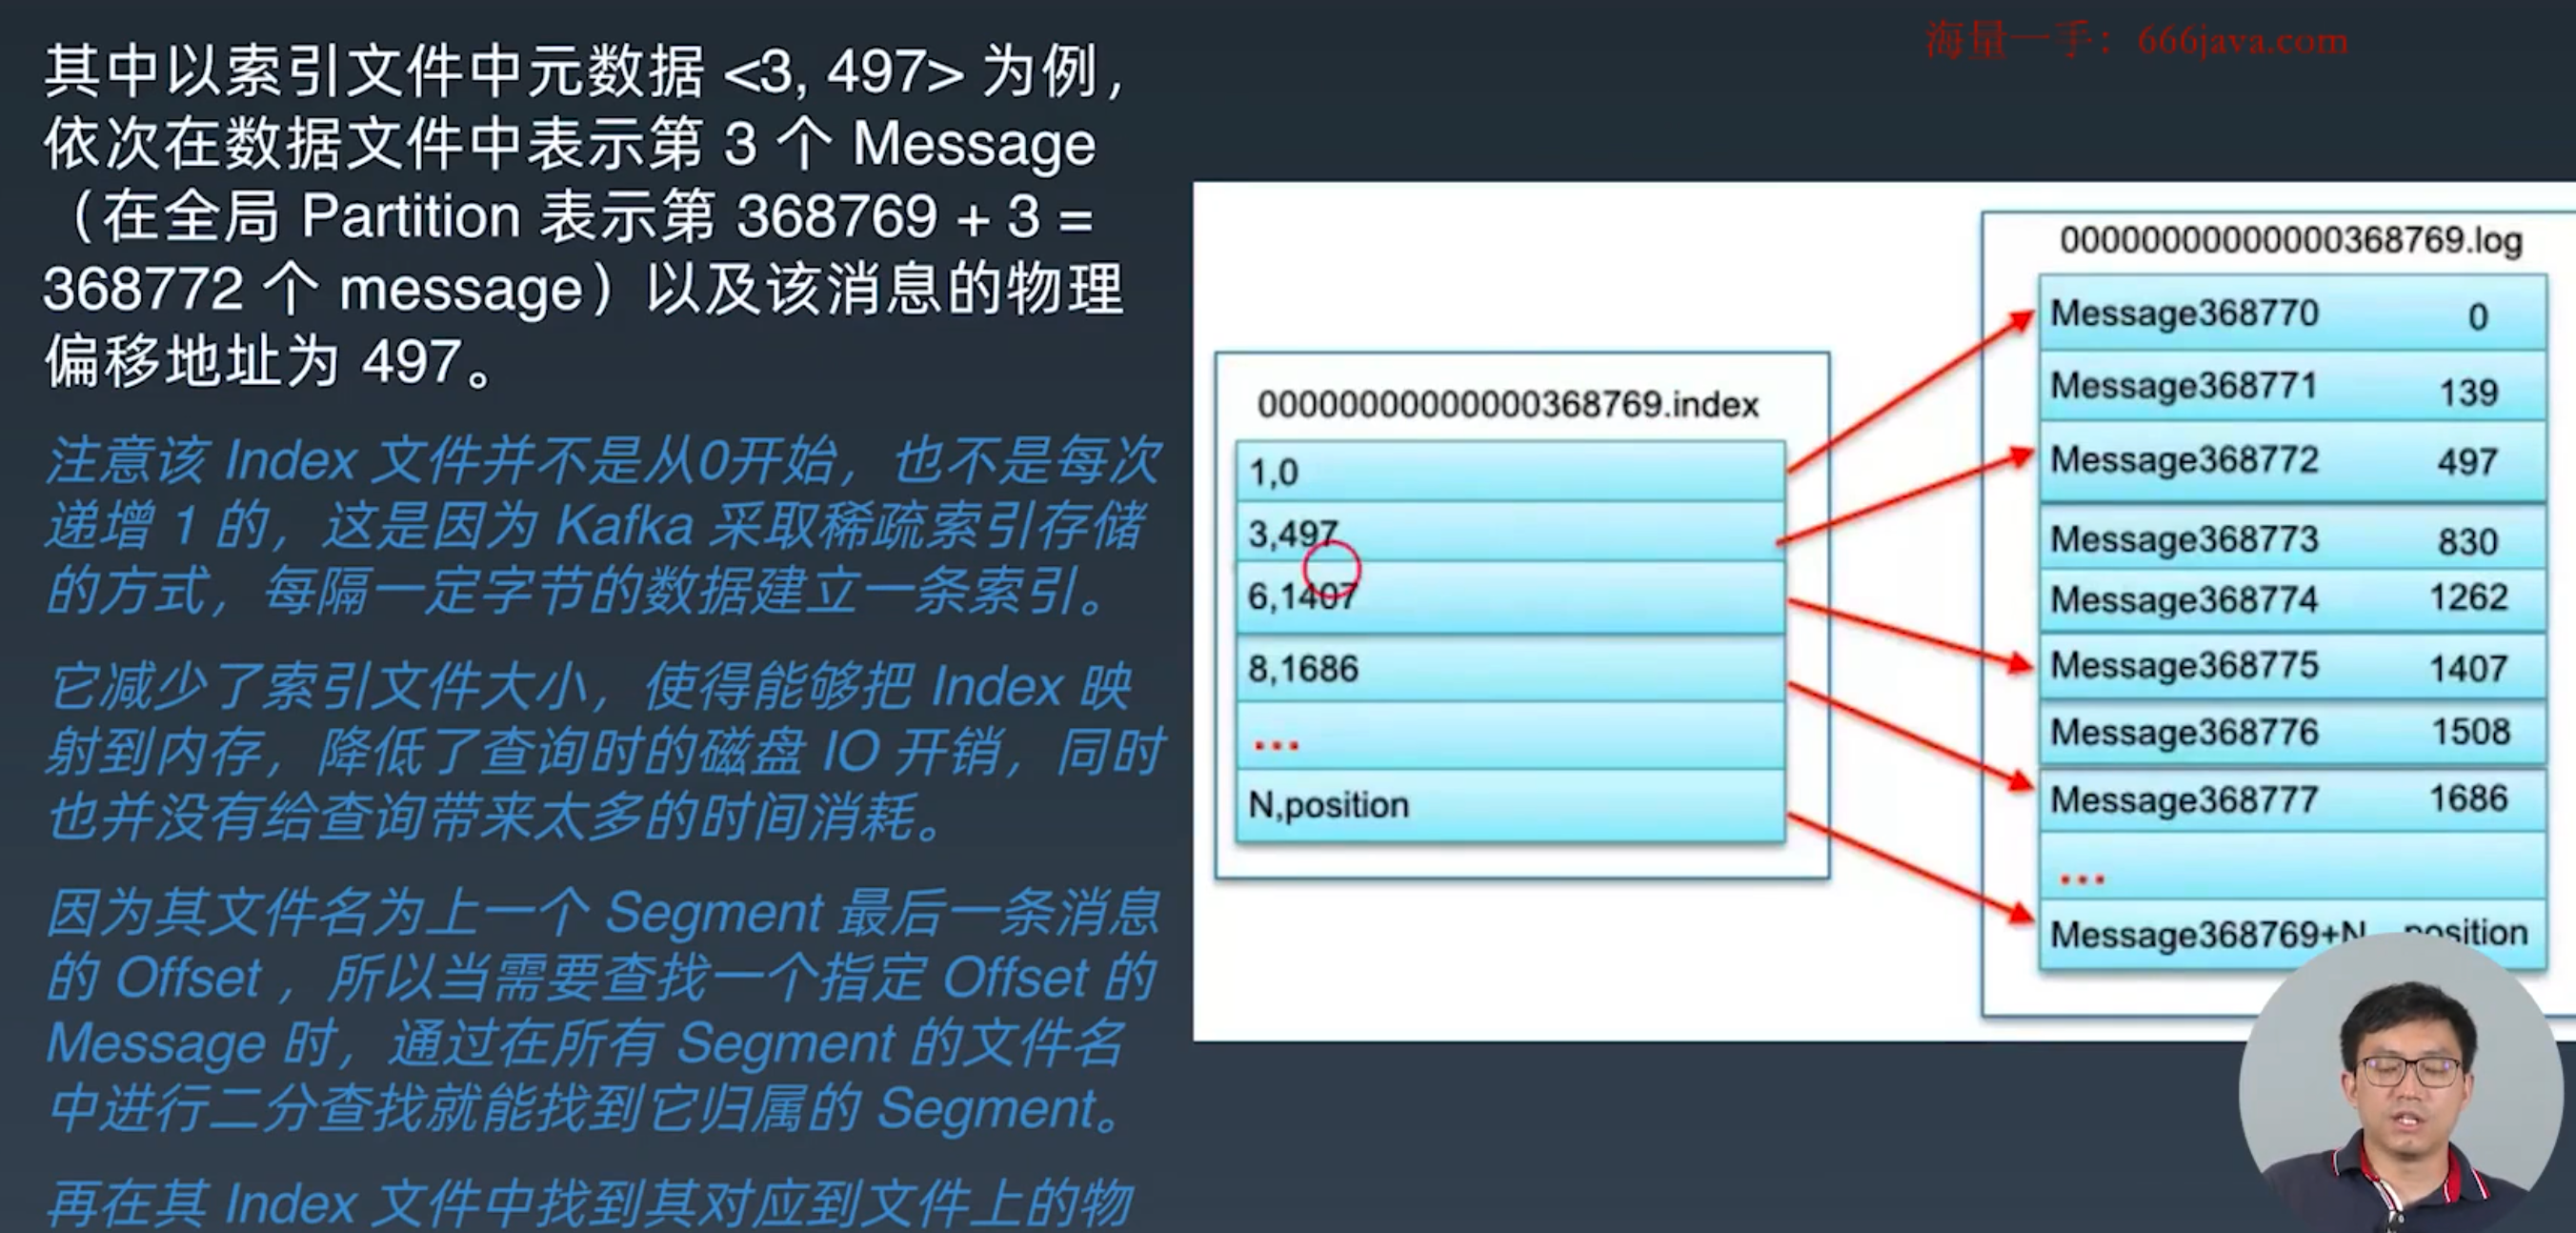 海量一手：666java.com
其中以索引文件中元数据 <3, 497> 为例，
依次在数据文件中表示第 3 个 Message
（在全局 Partition 表示第 368769 + 3 =
368772 个 message）以及该消息的物理
偏移地址为 497。
注意该 Index 文件并不是从0开始，也不是每次
递增 1 的，这是因为 Kafka 采取稀疏索引存储
的方式，每隔一定字节的数据建立一条索引。
它减少了索引文件大小，使得能够把 Index 映
射到内存，降低了查询时的磁盘 IO 开销，同时
也并没有给查询带来太多的时间消耗。
因为其文件名为上一个 Segment 最后一条消息
的 Offset ，所以当需要查找一个指定 Offset 的
Message 时，通过在所有 Segment 的文件名
中进行二分查找就能找到它归属的 Segment。
再在其 Index 文件中找到其对应到文件上的物
00000000000000368769.index
1,0
3,497
6,1407
8,1686
...
N,position
00000000000000368769.log
Message368770 0
Message368771 139
Message368772 497
Message368773 830
Message368774 1262
Message368775 1407
Message368776 1508
Message368777 1686
...
Message368769+N position